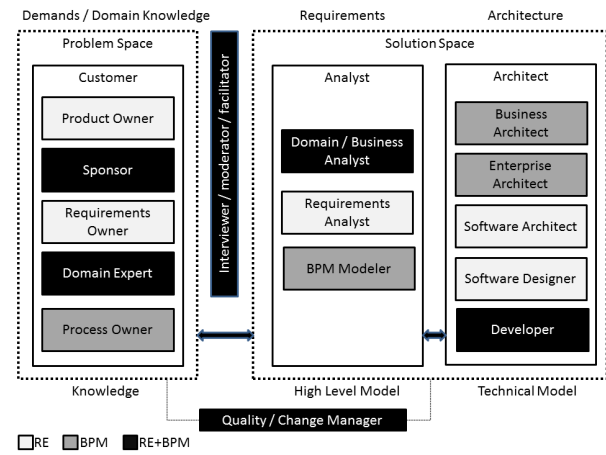 Demands / Domain Knowledge
Requirements
Architecture
Problem Space
Solution Space
Customer
Product Owner
Sponsor
Requirements
Owner
Domain Expert
Process Owner
Interviewer / moderator / facilitator
Analyst
Domain / Business
Analyst
Requirements
Analyst
BPM Modeler
Architect
Business
Architect
Enterprise
Architect
Software Architect
Software Designer
Developer
Knowledge
High Level Model
Technical Model
Quality / Change Manager
RE
BPM
RE+BPM